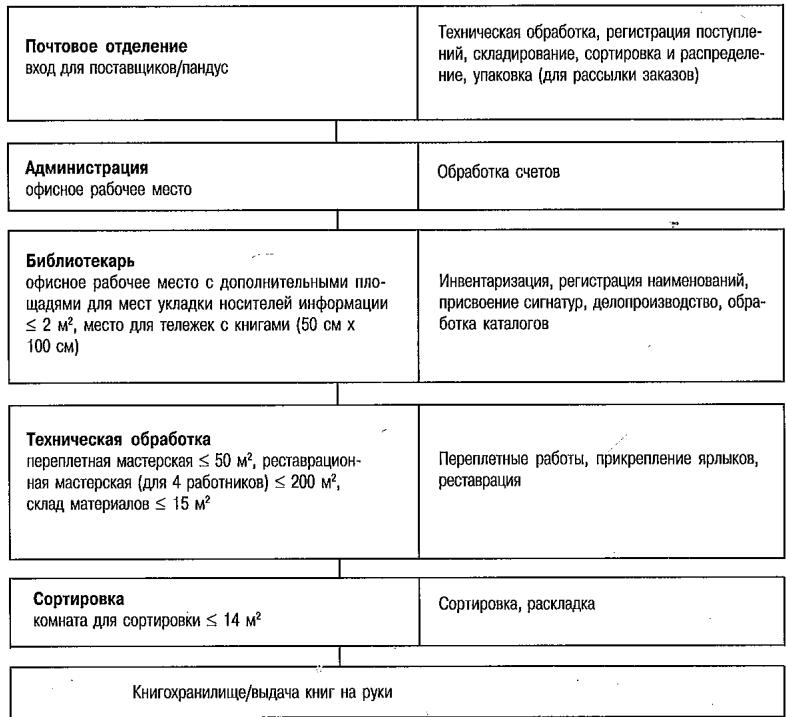 Почтовое отделение
вход для поставщиков/пандус
Техническая обработка, регистрация поступле-
ний, складирование, сортировка и распределе-
ние, упаковка (для рассылки заказов)
Администрация
офисное рабочее место
Обработка счетов
Библиотекарь
офисное рабочее место с дополнительными пло-
щадями для мест укладки носителей информации
≤ 2 м², место для тележек с книгами (50 см x
100 см)
Инвентаризация, регистрация наименований,
присвоение сигнатур, делопроизводство, обра-
ботка каталогов
Техническая обработка
переплетная мастерская ≤ 50 м², реставрацион-
ная мастерская (для 4 работников) ≤ 200 м²,
склад материалов ≤ 15 м²
Переплетные работы, прикрепление ярлыков,
реставрация
Сортировка
комната для сортировки ≤ 14 м²
Сортировка, раскладка
Книгохранилище/выдача книг на руки